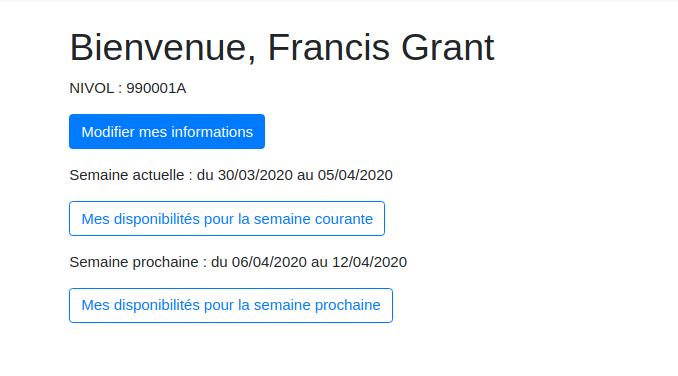 Bienvenue, Francis Grant
NIVOL : 990001A
Modifier mes informations
Semaine actuelle : du 30/03/2020 au 05/04/2020
Mes disponibilités pour la semaine courante
Semaine prochaine : du 06/04/2020 au 12/04/2020
Mes disponibilités pour la semaine prochaine